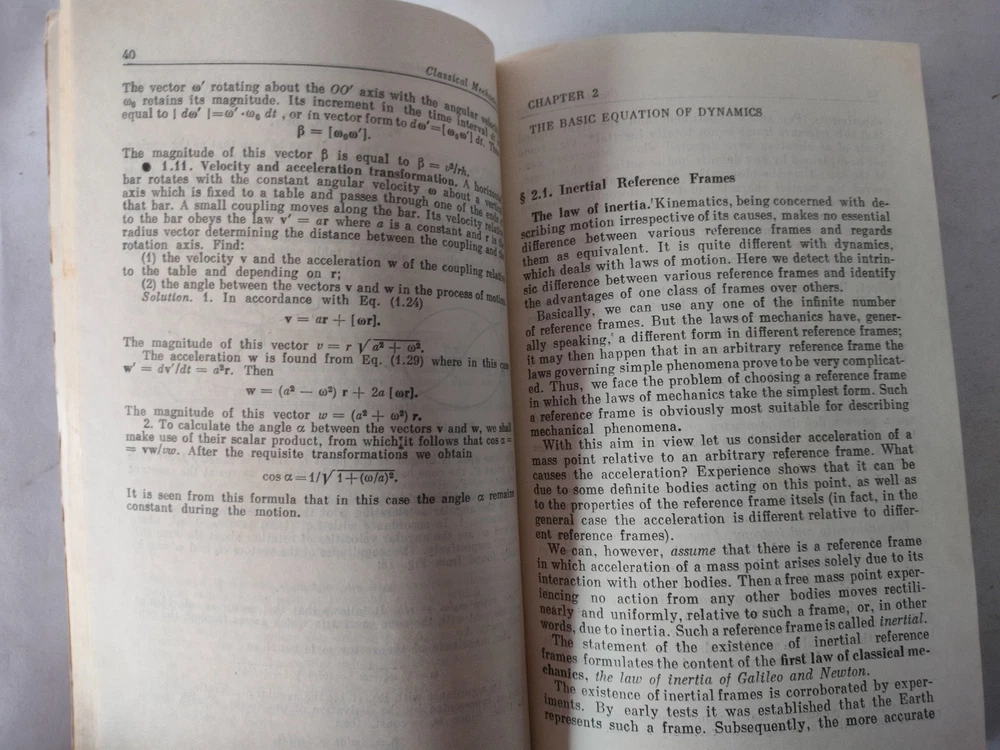 40
Classical Mechan
The vector ω′ rotating about the OO′ axis with the angular veloci
ω₀ retains its magnitude. Its increment in the time interval dt
equal to | dω′ |=ω′·ω₀ dt , or in vector form to dω′=[ω₀ω′] dt. Thu
β = [ω₀ω′].
The magnitude of this vector β is equal to β = v²/rh.
● 1.11. Velocity and acceleration transformation. A horizon
bar rotates with the constant angular velocity ω about a vertic
axis which is fixed to a table and passes through one of the ends
that bar. A small coupling moves along the bar. Its velocity relati
to the bar obeys the law v′ = ar where a is a constant and r is the
radius vector determining the distance between the coupling and the
rotation axis. Find:
(1) the velocity v and the acceleration w of the coupling relativ
to the table and depending on r;
(2) the angle between the vectors v and w in the process of motion.
Solution. 1. In accordance with Eq. (1.24)
v = ar + [ωr].
The magnitude of this vector v = r √a² + ω².
The acceleration w is found from Eq. (1.29) where in this case
w′ = dv′/dt = a²r. Then
w = (a² − ω²) r + 2a [ωr].
The magnitude of this vector w = (a² + ω²) r.
2. To calculate the angle α between the vectors v and w, we shall
make use of their scalar product, from which it follows that cos α =
= vw/vw. After the requisite transformations we obtain
cos α=1/√1+(ω/a)².
It is seen from this formula that in this case the angle α remains
constant during the motion.
CHAPTER 2
THE BASIC EQUATION OF DYNAMICS
§ 2.1. Inertial Reference Frames
The law of inertia. Kinematics, being concerned with de-
scribing motion irrespective of its causes, makes no essential
difference between various reference frames and regards
them as equivalent. It is quite different with dynamics,
which deals with laws of motion. Here we detect the intrin-
sic difference between various reference frames and identify
the advantages of one class of frames over others.
Basically, we can use any one of the infinite number
of reference frames. But the laws of mechanics have, gener-
ally speaking, a different form in different reference frames;
it may then happen that in an arbitrary reference frame the
laws governing simple phenomena prove to be very complicat-
ed. Thus, we face the problem of choosing a reference frame
in which the laws of mechanics take the simplest form. Such
a reference frame is obviously most suitable for describing
mechanical phenomena.
With this aim in view let us consider acceleration of a
mass point relative to an arbitrary reference frame. What
causes the acceleration? Experience shows that it can be
due to some definite bodies acting on this point, as well as
to the properties of the reference frame itsels (in fact, in the
general case the acceleration is different relative to differ-
ent reference frames).
We can, however, assume that there is a reference frame
in which acceleration of a mass point arises solely due to its
interaction with other bodies. Then a free mass point exper-
iencing no action from any other bodies moves rectili-
nearly and uniformly, relative to such a frame, or, in other
words, due to inertia. Such a reference frame is called inertial.
The statement of the existence of inertial reference
frames formulates the content of the first law of classical me-
chanics, the law of inertia of Galileo and Newton.
The existence of inertial frames is corroborated by exper-
iments. By early tests it was established that the Earth
represents such a frame. Subsequently, the more accurate